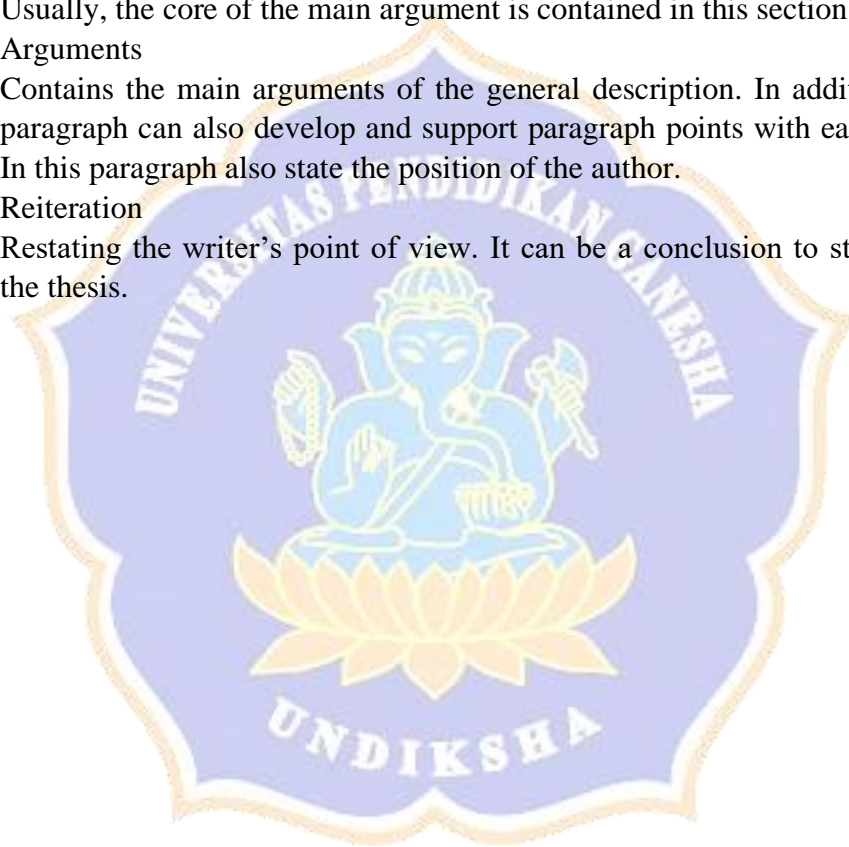 Usually, the core of the main argument is contained in this section
Arguments
Contains the main arguments of the general description. In addit
paragraph can also develop and support paragraph points with ea
In this paragraph also state the position of the author.
Reiteration
Restating the writer’s point of view. It can be a conclusion to st
the thesis.
UNIVERSITAS PENDIDIKAN GANESHA
UNDIKSHA